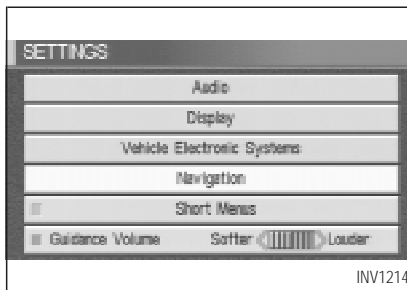 SETTINGS
Audio
Display
Vehicle Electronic Systems
Navigation
Short Menus
Guidance Volume Softer Louder
INV1214